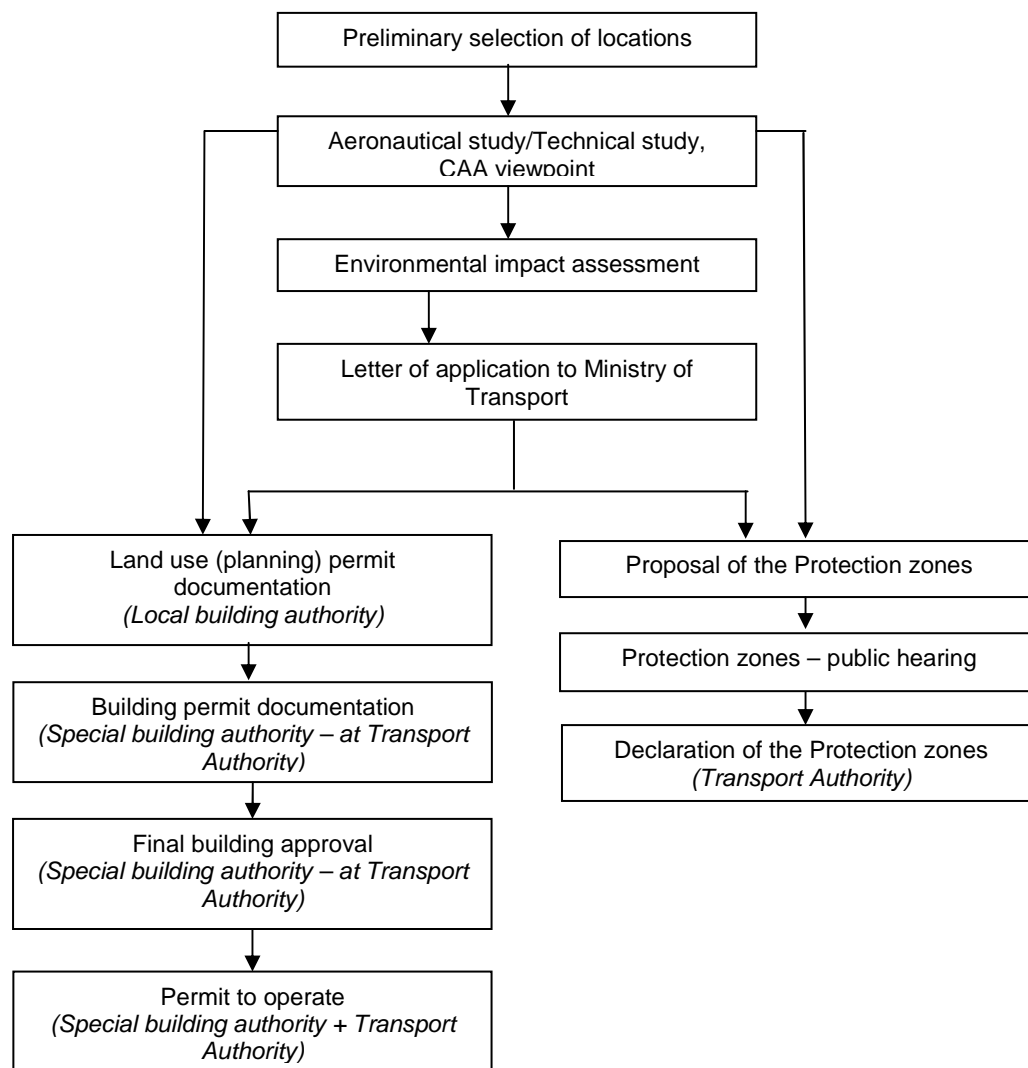 Preliminary selection of locations
Aeronautical study/Technical study,
CAA viewpoint
Environmental impact assessment
Letter of application to Ministry of
Transport
Land use (planning) permit
documentation
(Local building authority)
Building permit documentation
(Special building authority – at Transport
Authority)
Final building approval
(Special building authority – at Transport
Authority)
Permit to operate
(Special building authority + Transport
Authority)
Proposal of the Protection zones
Protection zones – public hearing
Declaration of the Protection zones
(Transport Authority)